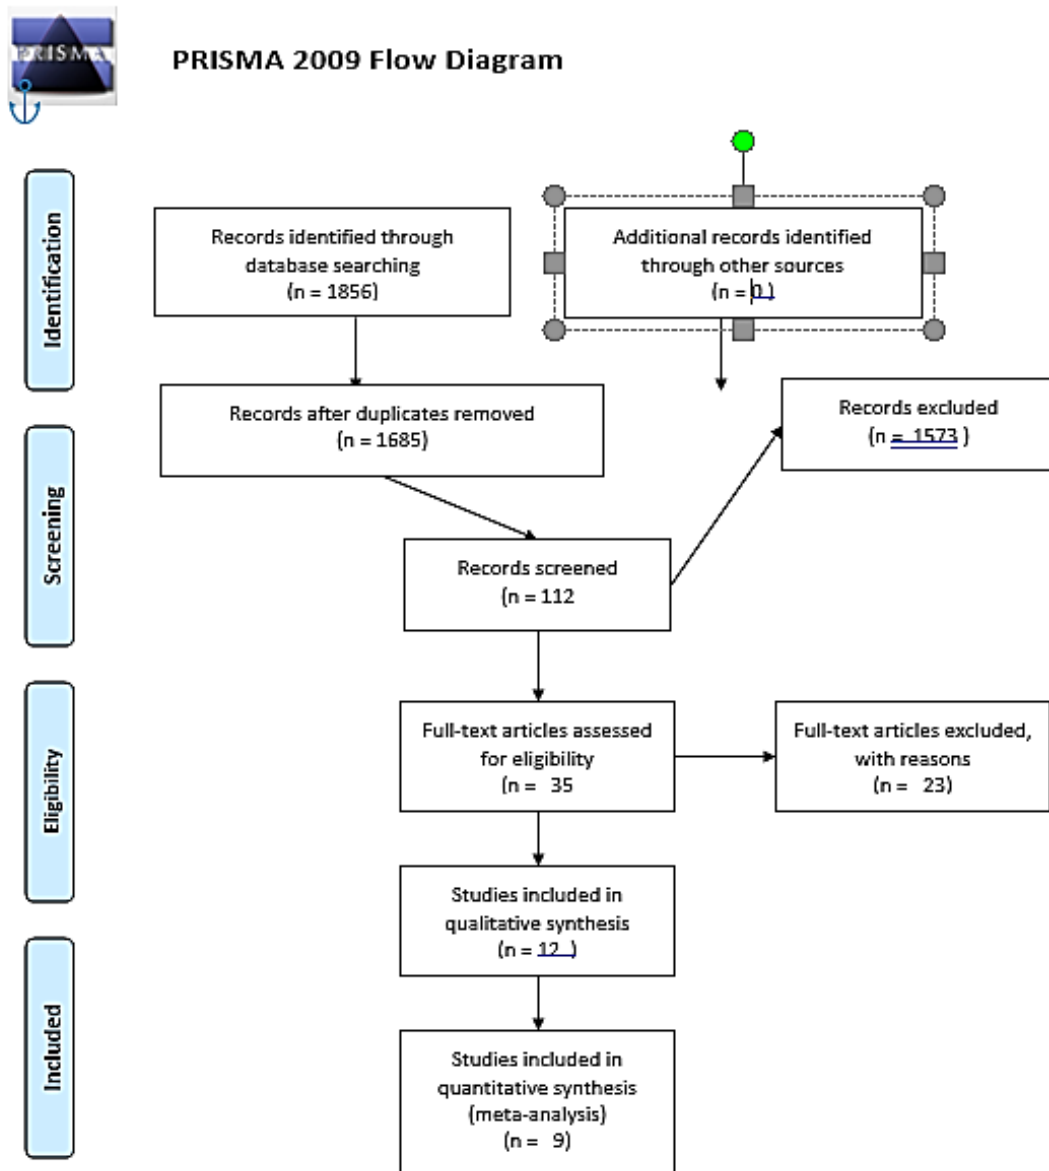 PRISMA
PRISMA 2009 Flow Diagram
Identification
Records identified through
database searching
(n = 1856)
Additional records identified
through other sources
(n = 0 )
Records after duplicates removed
(n = 1685)
Records excluded
(n = 1573 )
Screening
Records screened
(n = 112
Eligibility
Full-text articles assessed
for eligibility
(n = 35
Full-text articles excluded,
with reasons
(n = 23)
Studies included in
qualitative synthesis
(n = 12 )
Included
Studies included in
quantitative synthesis
(meta-analysis)
(n = 9)